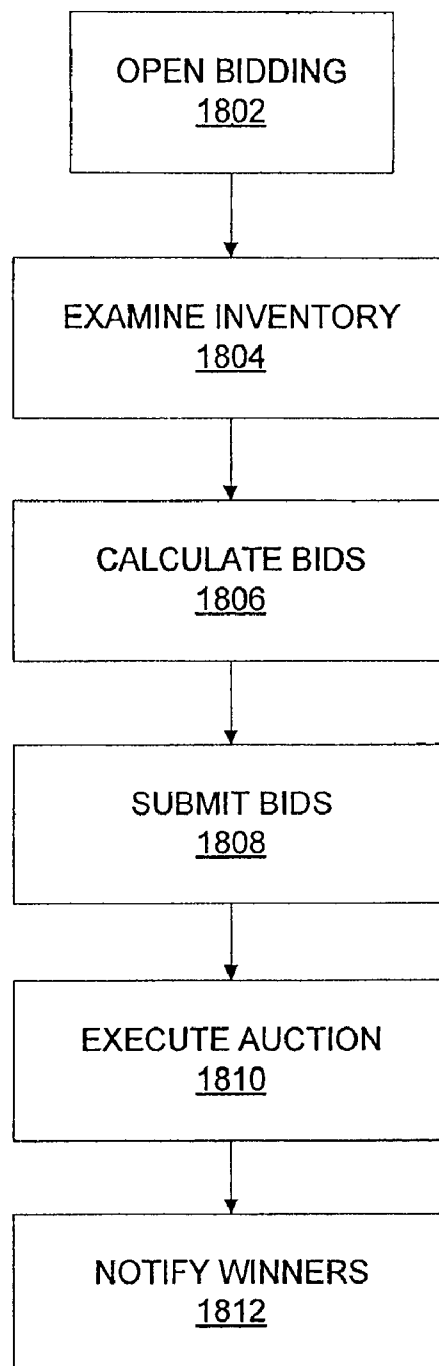 OPEN BIDDING
1802
EXAMINE INVENTORY
1804
CALCULATE BIDS
1806
SUBMIT BIDS
1808
EXECUTE AUCTION
1810
NOTIFY WINNERS
1812